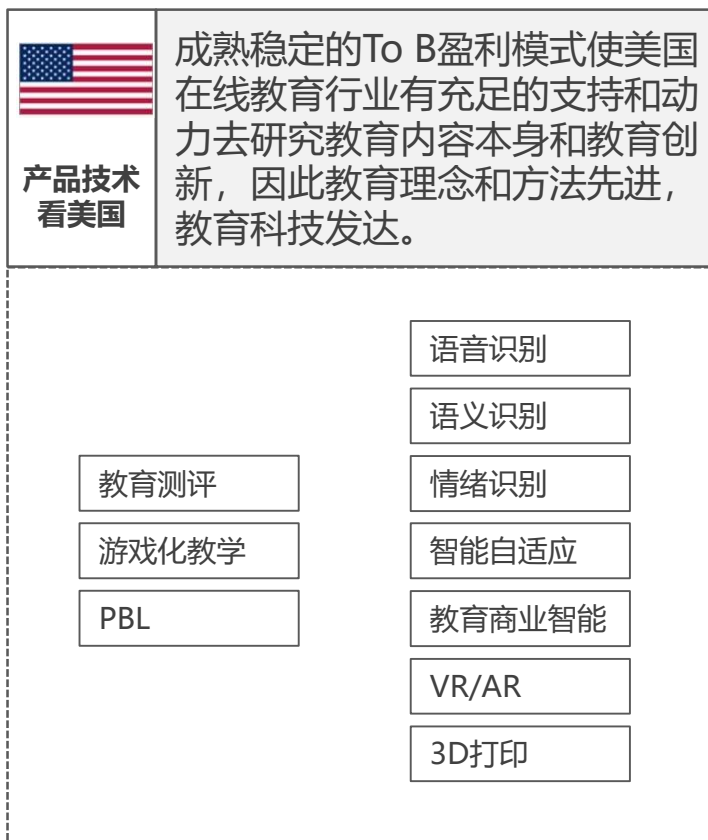 产品技术
看美国
成熟稳定的To B盈利模式使美国
在线教育行业有充足的支持和动
力去研究教育内容本身和教育创
新，因此教育理念和方法先进，
教育科技发达。
教育测评
游戏化教学
PBL
语音识别
语义识别
情绪识别
智能自适应
教育商业智能
VR/AR
3D打印